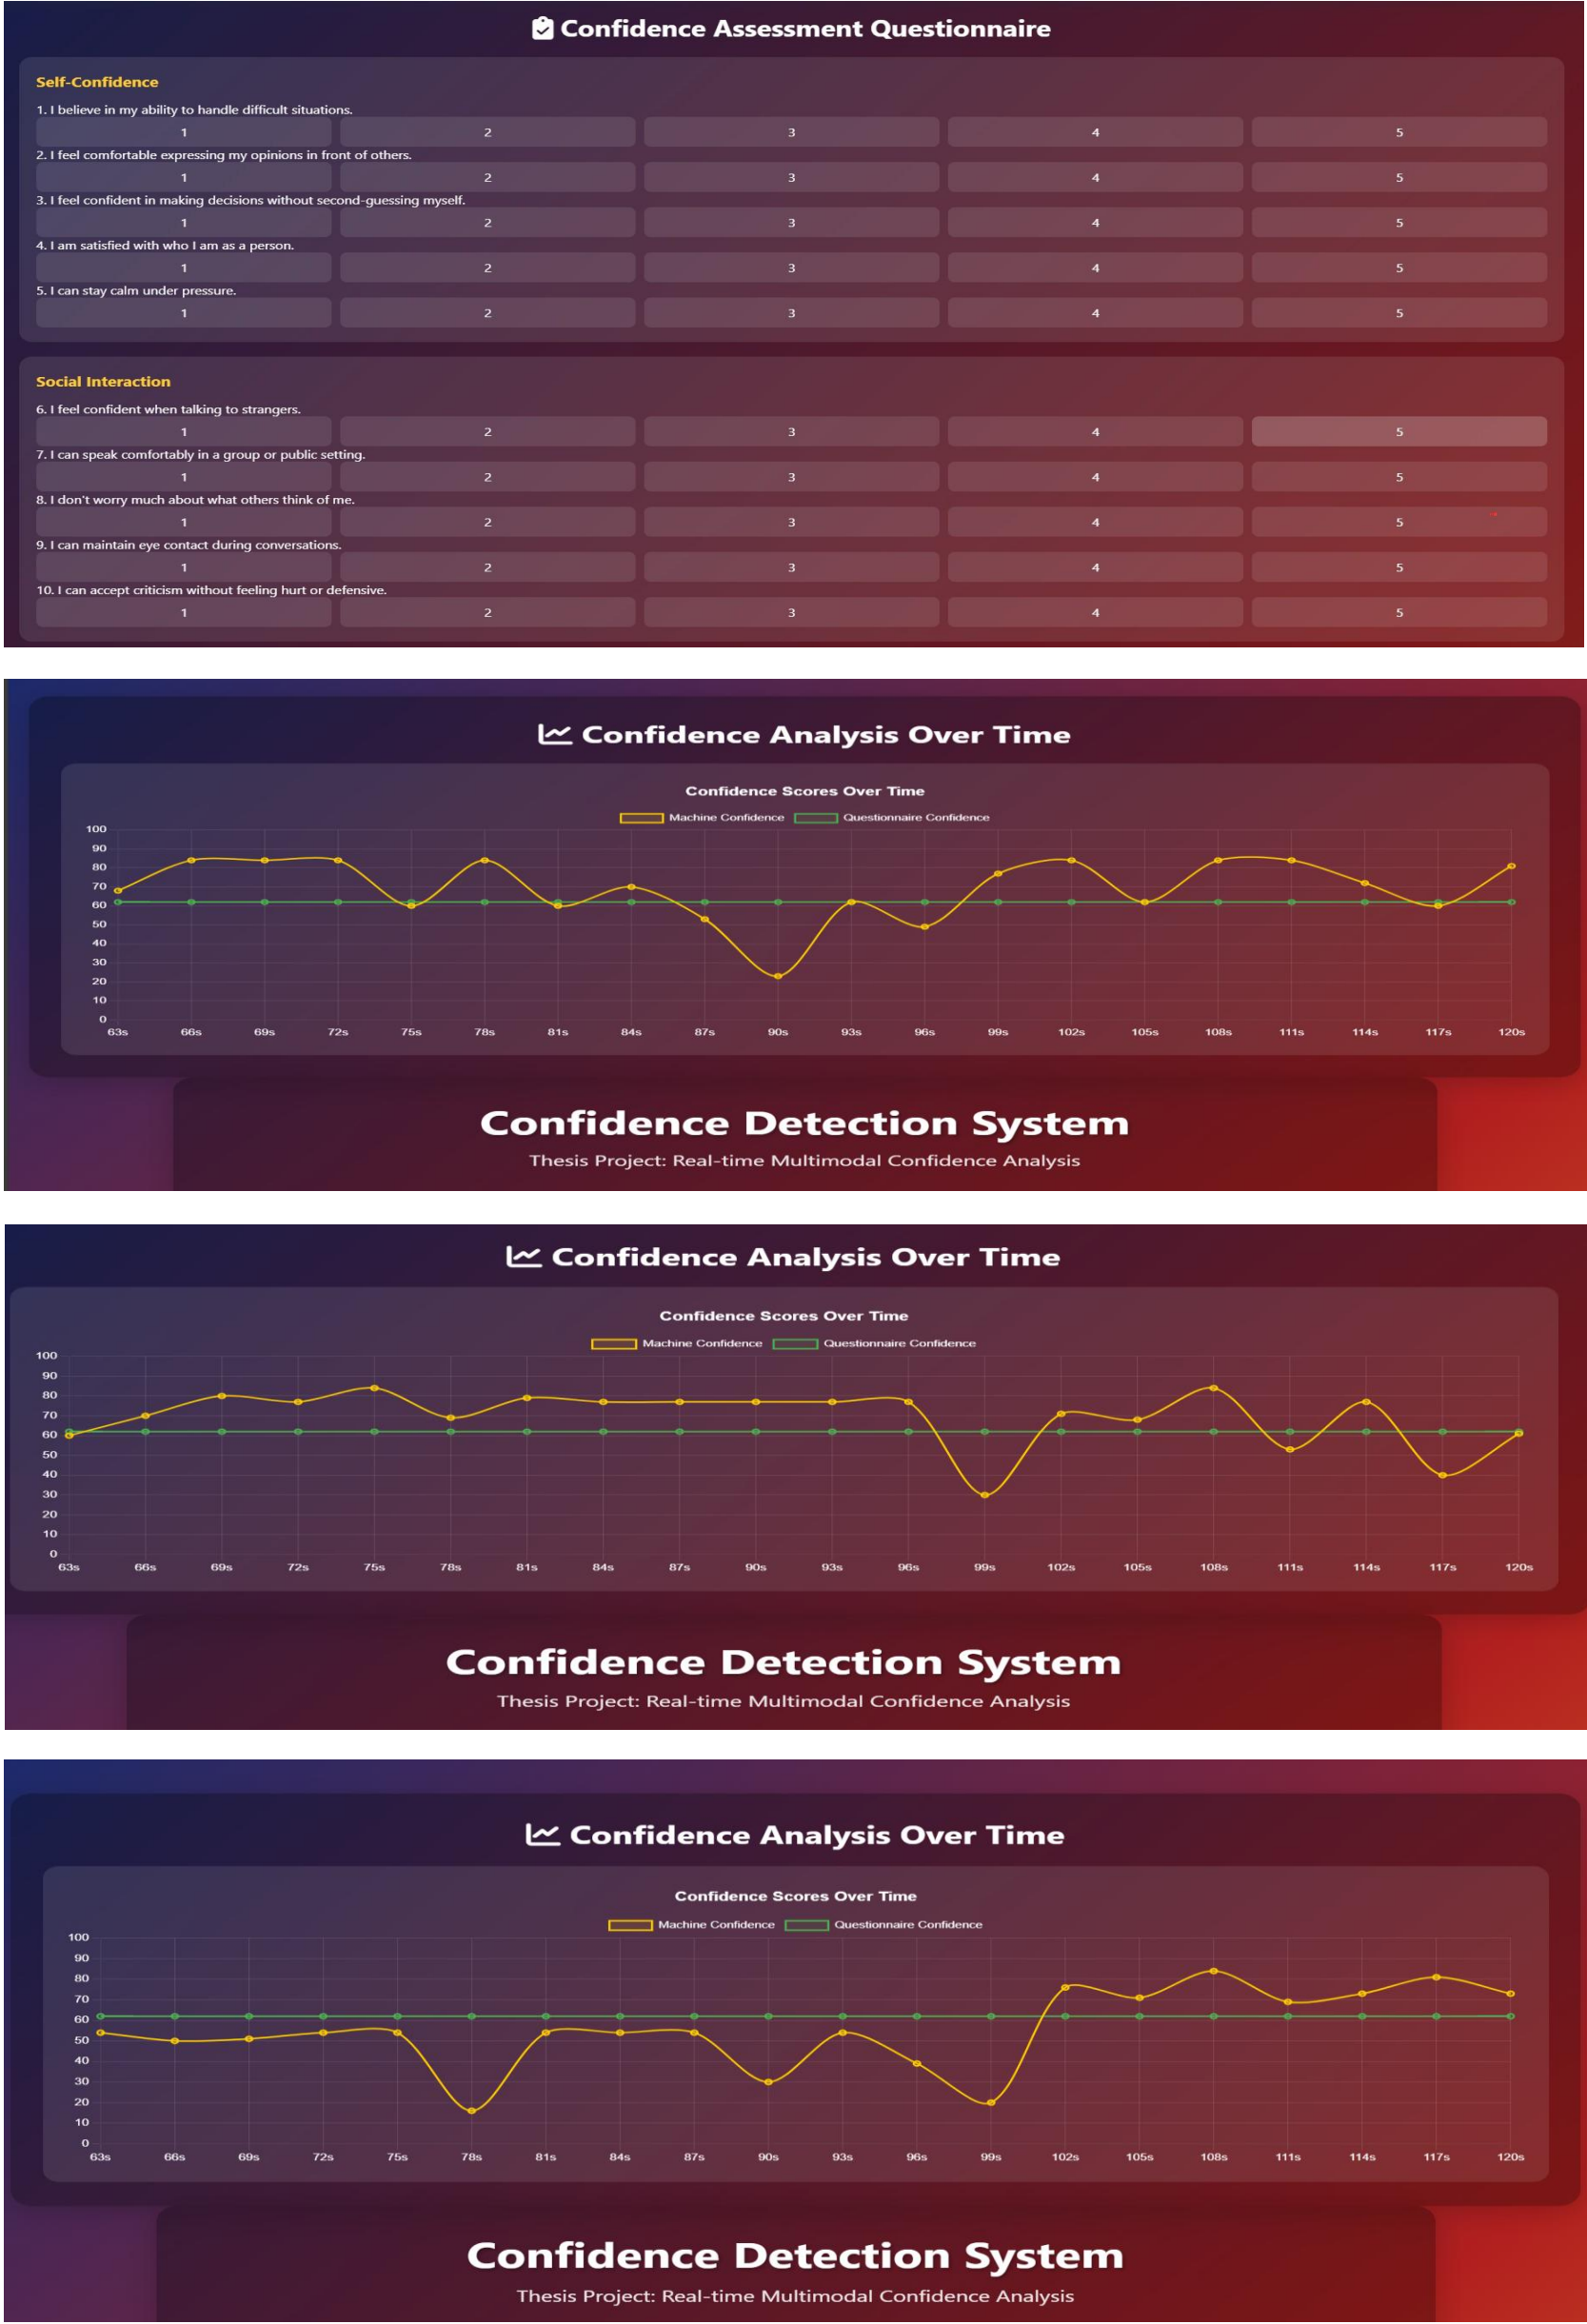 Confidence Assessment Questionnaire
Self-Confidence
1. I believe in my ability to handle difficult situations.
1 2 3 4 5
2. I feel comfortable expressing my opinions in front of others.
1 2 3 4 5
3. I feel confident in making decisions without second-guessing myself.
1 2 3 4 5
4. I am satisfied with who I am as a person.
1 2 3 4 5
5. I can stay calm under pressure.
1 2 3 4 5
Social Interaction
6. I feel confident when talking to strangers.
1 2 3 4 5
7. I can speak comfortably in a group or public setting.
1 2 3 4 5
8. I don't worry much about what others think of me.
1 2 3 4 5
9. I can maintain eye contact during conversations.
1 2 3 4 5
10. I can accept criticism without feeling hurt or defensive.
1 2 3 4 5
Confidence Analysis Over Time
Confidence Scores Over Time
Machine Confidence Questionnaire Confidence
100
90
80
70
60
50
40
30
20
10
0
63s 66s 69s 72s 75s 78s 81s 84s 87s 90s 93s 96s 99s 102s 105s 108s 111s 114s 117s 120s
Confidence Detection System
Thesis Project: Real-time Multimodal Confidence Analysis
Confidence Analysis Over Time
Confidence Scores Over Time
Machine Confidence Questionnaire Confidence
100
90
80
70
60
50
40
30
20
10
0
63s 66s 69s 72s 75s 78s 81s 84s 87s 90s 93s 96s 99s 102s 105s 108s 111s 114s 117s 120s
Confidence Detection System
Thesis Project: Real-time Multimodal Confidence Analysis
Confidence Analysis Over Time
Confidence Scores Over Time
Machine Confidence Questionnaire Confidence
100
90
80
70
60
50
40
30
20
10
0
63s 66s 69s 72s 75s 78s 81s 84s 87s 90s 93s 96s 99s 102s 105s 108s 111s 114s 117s 120s
Confidence Detection System
Thesis Project: Real-time Multimodal Confidence Analysis